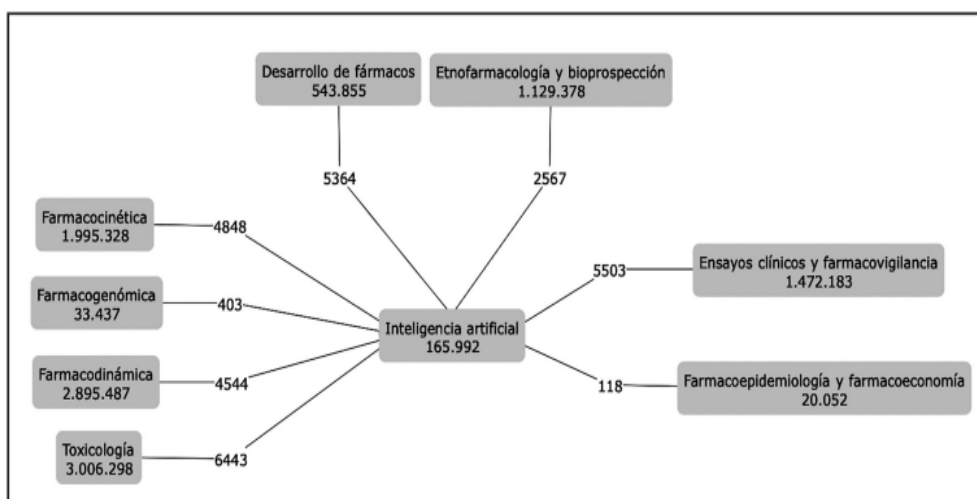 Desarrollo de fármacos
543.855
Etnofarmacología y bioprospección
1.129.378
5364
2567
Farmacocinética
1.995.328
4848
Ensayos clínicos y farmacovigilancia
1.472.183
5503
Farmacogenómica
33.437
403
Inteligencia artificial
165.992
Farmacodinámica
2.895.487
4544
118
Farmacoepidemiología y farmacoeconomía
20.052
Toxicología
3.006.298
6443